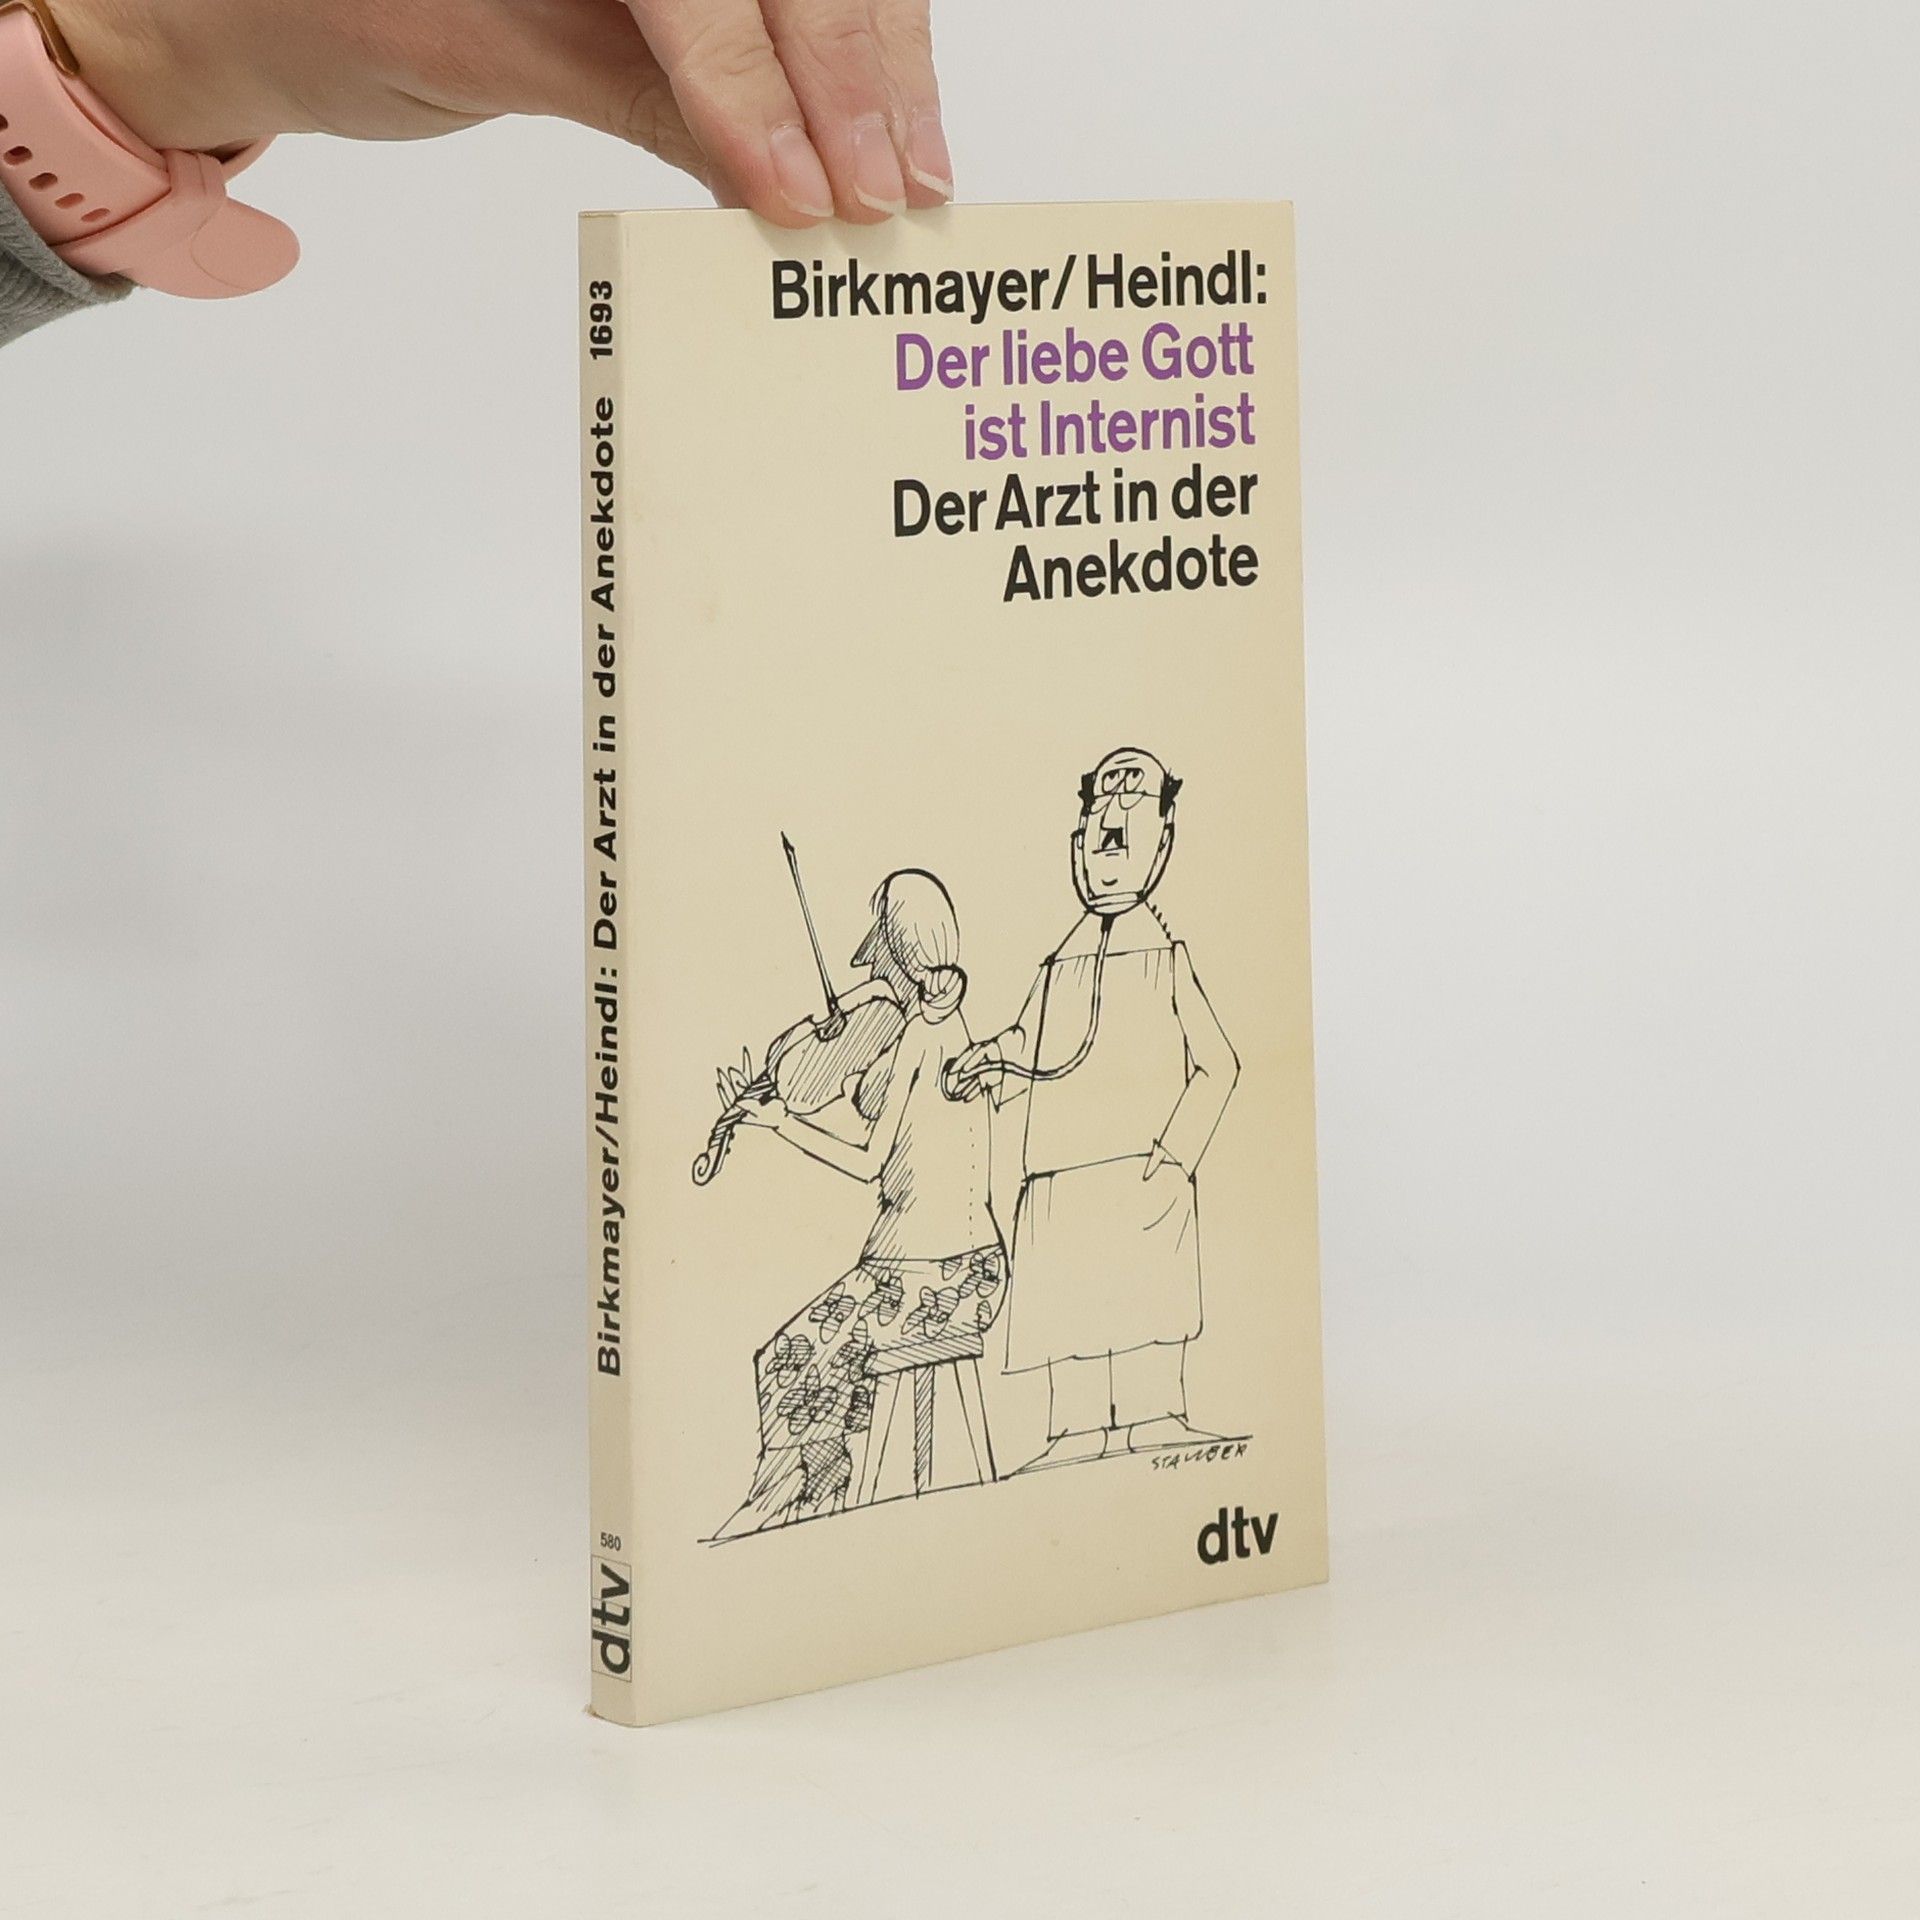 Birkmayer/Heindl:
Der liebe Gott
ist Internist
Der Arzt in der
Anekdote
STAUBER
dtv
Birkmayer/Heindl: Der Arzt in der Anekdote 1693
580
dtv